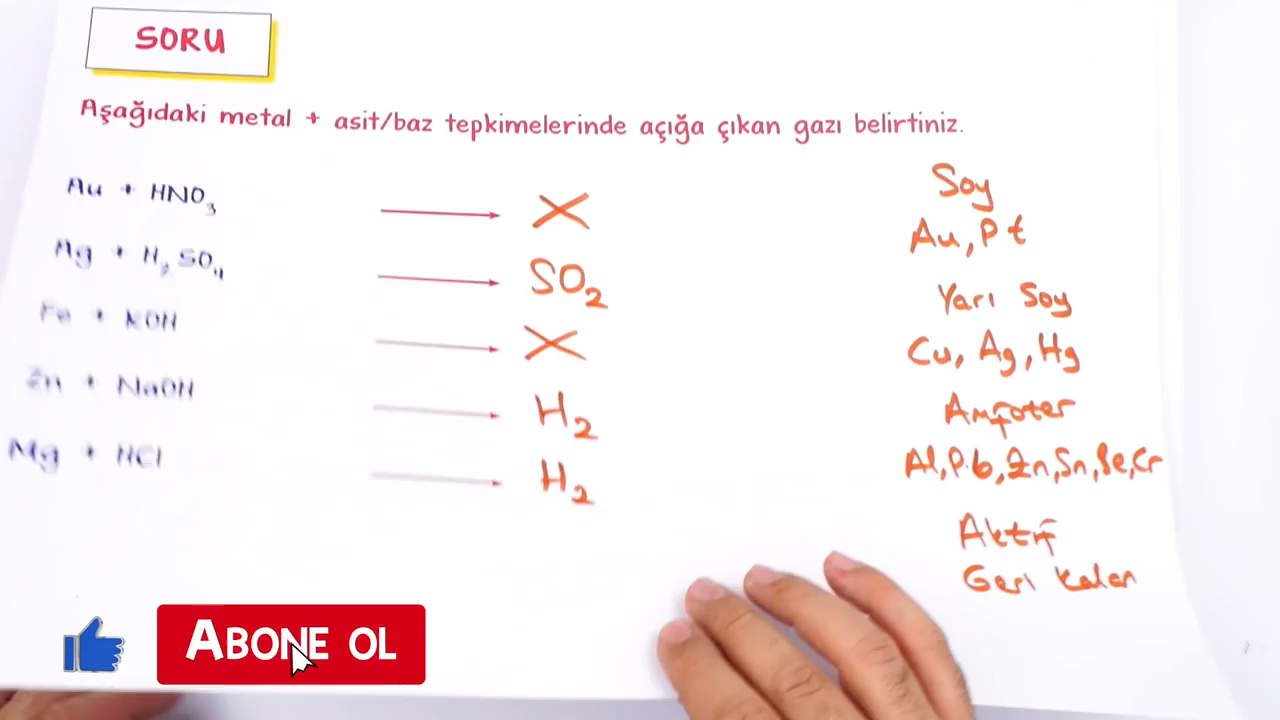 SORU
Aşağıdaki metal + asit/baz tepkimelerinde açığa çıkan gazı belirtiniz.
Au + HNO3 → X
Ag + H2SO4 → SO2
Fe + KOH → X
Zn + NaOH → H2
Mg + HCl → H2
Soy
Au, Pt
Yarı Soy
Cu, Ag, Hg
Amfoter
Al, Pb, Zn, Sn, Be, Cr
Aktif
Geri kalan
ABONE OL